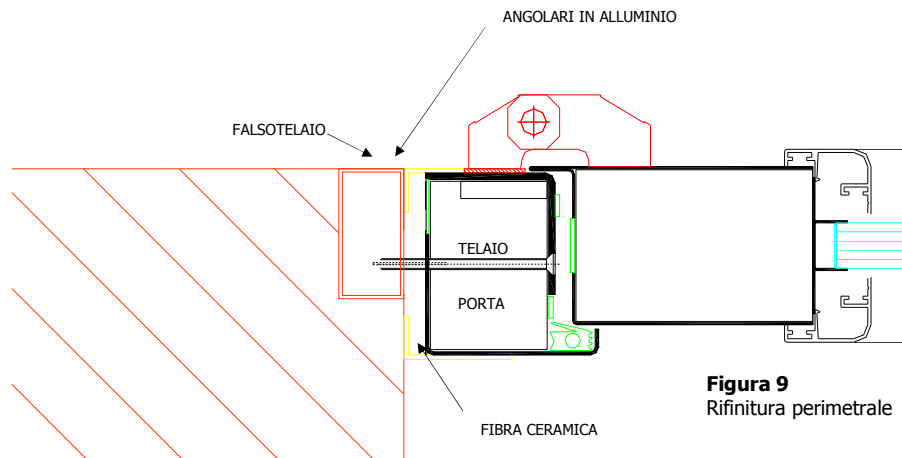 ANGOLARI IN ALLUMINIO
FALSOTELAIO
TELAIO
PORTA
FIBRA CERAMICA
Figura 9
Rifinitura perimetrale